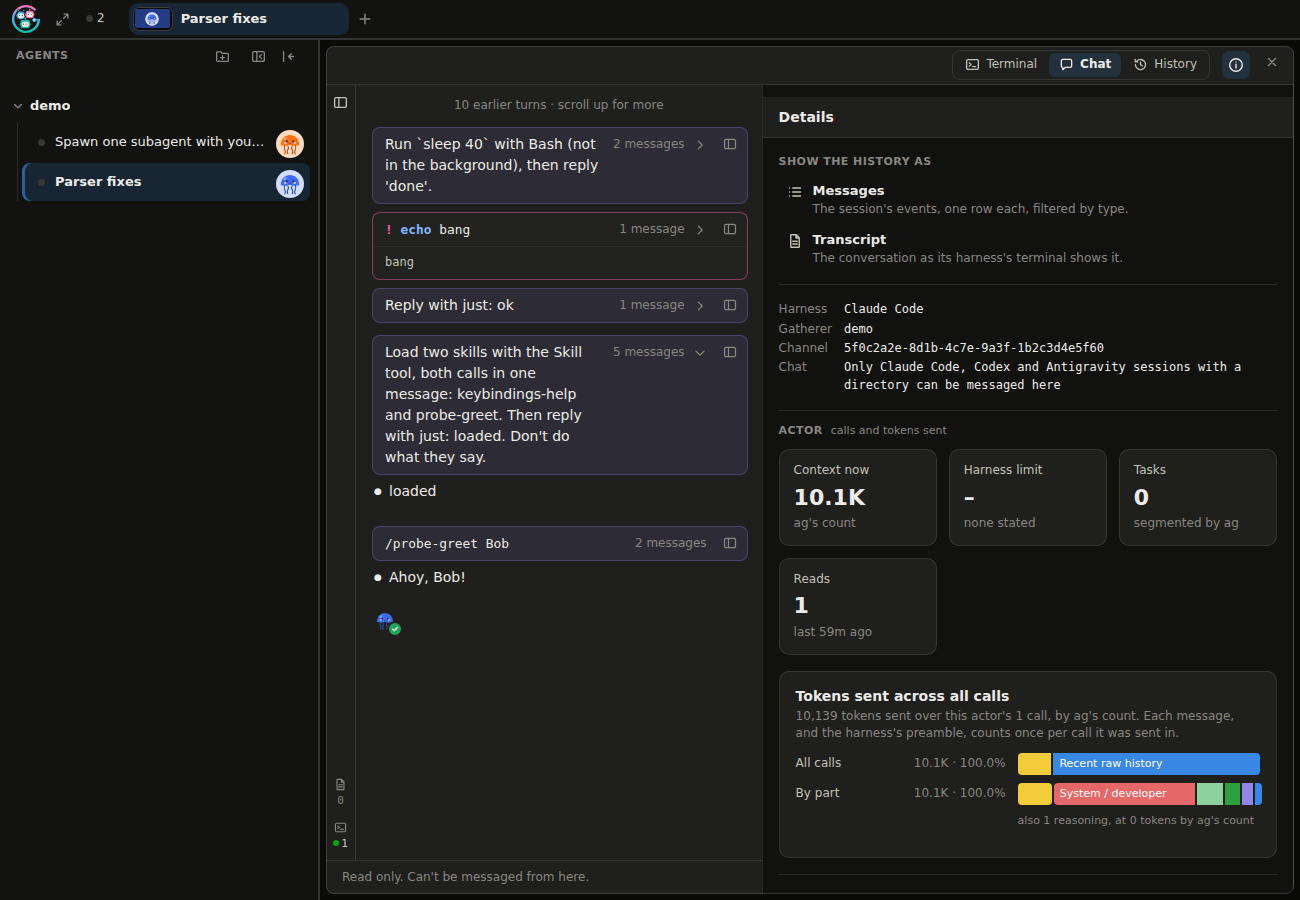 2
Parser fixes
AGENTS
demo
Spawn one subagent with you…
Parser fixes
Terminal
Chat
History
10 earlier turns · scroll up for more
Run `sleep 40` with Bash (not
in the background), then reply
'done'.
2 messages
! echo bang
1 message
bang
Reply with just: ok
1 message
Load two skills with the Skill
tool, both calls in one
message: keybindings-help
and probe-greet. Then reply
with just: loaded. Don't do
what they say.
5 messages
loaded
/probe-greet Bob
2 messages
Ahoy, Bob!
0
1
Read only. Can't be messaged from here.
Details
SHOW THE HISTORY AS
Messages
The session's events, one row each, filtered by type.
Transcript
The conversation as its harness's terminal shows it.
Harness Claude Code
Gatherer demo
Channel 5f0c2a2e-8d1b-4c7e-9a3f-1b2c3d4e5f60
Chat Only Claude Code, Codex and Antigravity sessions with a
directory can be messaged here
ACTOR calls and tokens sent
Context now
10.1K
ag's count
Harness limit
–
none stated
Tasks
0
segmented by ag
Reads
1
last 59m ago
Tokens sent across all calls
10,139 tokens sent over this actor's 1 call, by ag's count. Each message,
and the harness's preamble, counts once per call it was sent in.
All calls 10.1K · 100.0% Recent raw history
By part 10.1K · 100.0% System / developer
also 1 reasoning, at 0 tokens by ag's count